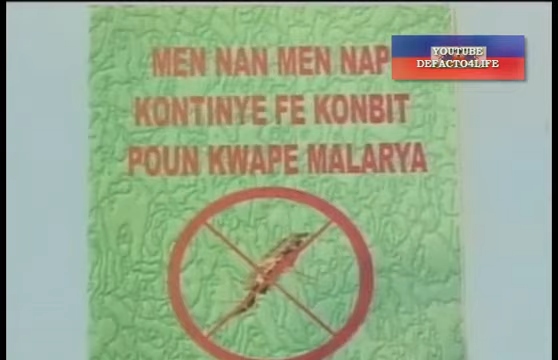 MEN NAN MEN NAP
KONTINYE FE KONBIT
POUN KWAPE MALARYA
YOUTUBE
DEFACTO4LIFE